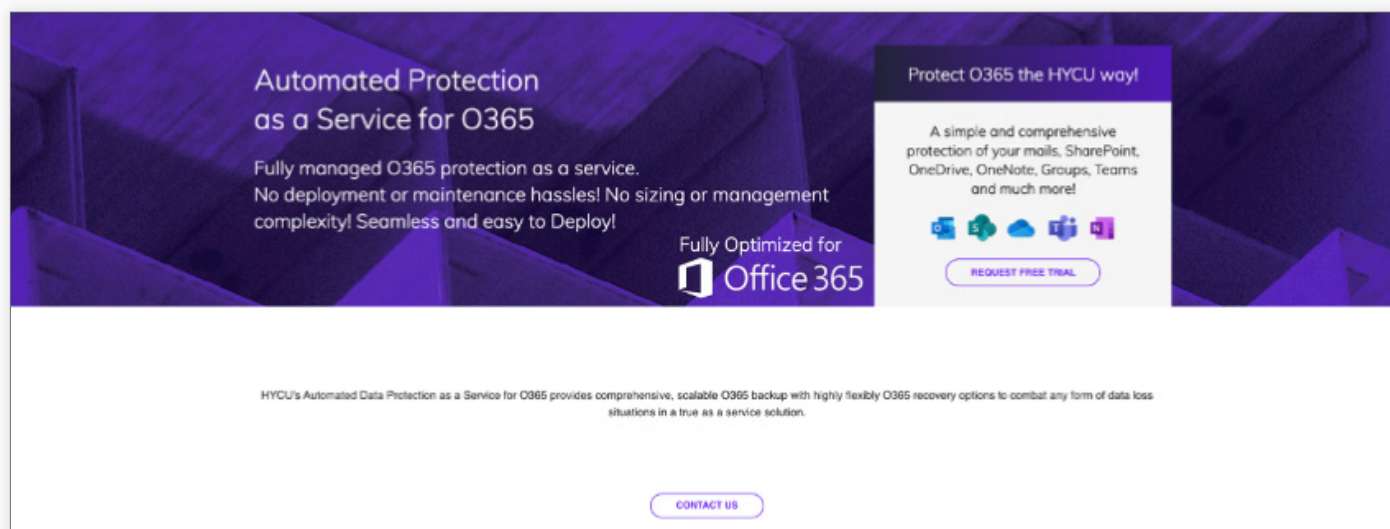 Automated Protection
as a Service for O365
Fully managed O365 protection as a service.
No deployment or maintenance hassles! No sizing or management
complexity! Seamless and easy to Deploy!
Fully Optimized for
Office 365
Protect O365 the HYCU way!
A simple and comprehensive
protection of your mails, SharePoint,
OneDrive, OneNote, Groups, Teams
and much more!
REQUEST FREE TRIAL
HYCU's Automated Data Protection as a Service for O365 provides comprehensive, scalable O365 backup with highly flexibly O365 recovery options to combat any form of data loss
situations in a true as a service solution.
CONTACT US